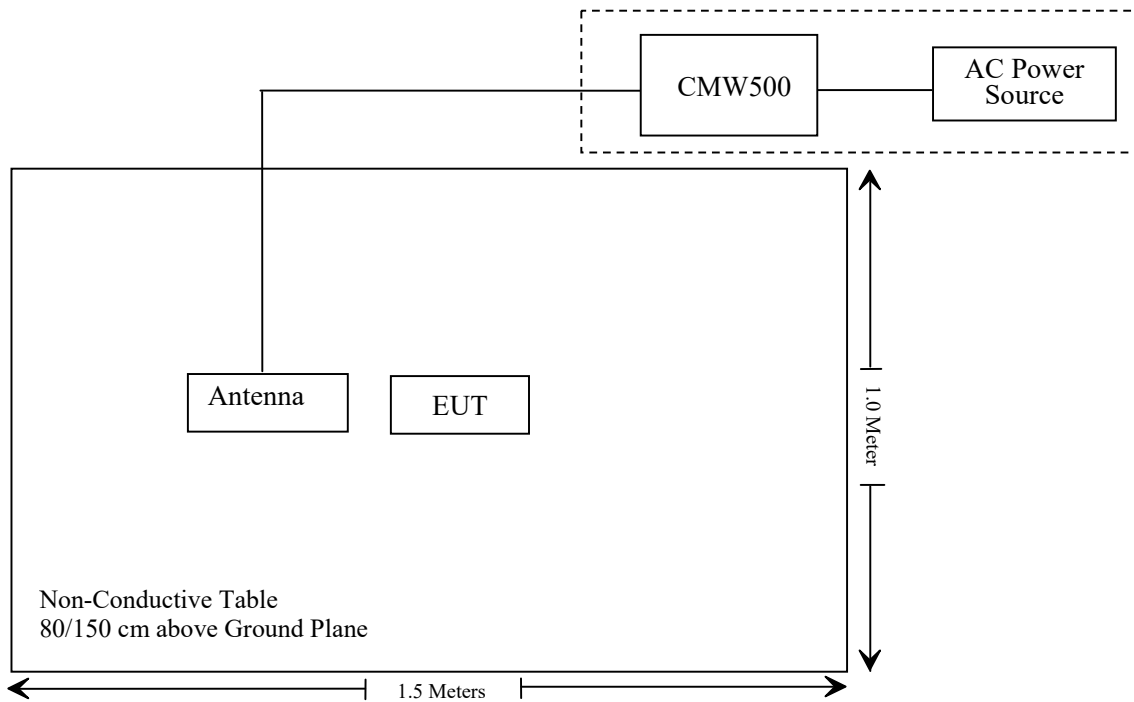 CMW500
AC Power
Source
Antenna
EUT
1.0 Meter
Non-Conductive Table
80/150 cm above Ground Plane
1.5 Meters